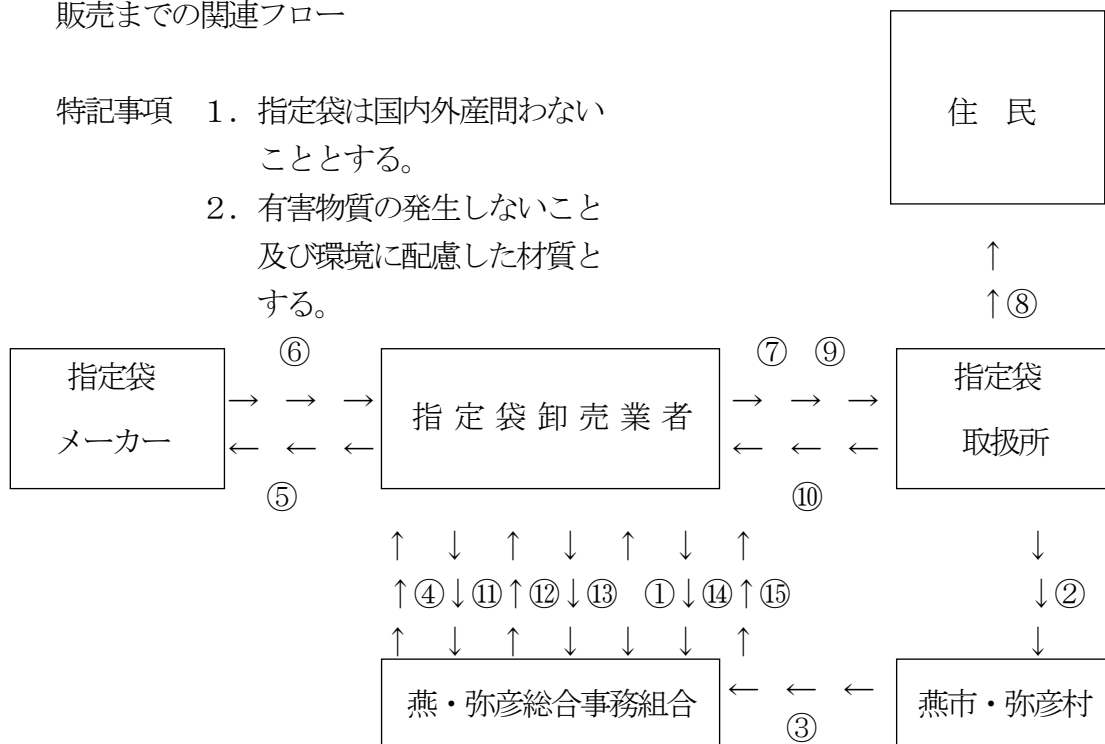 販売までの関連フロー
特記事項 １．指定袋は国内外産問わない
こととする。
２．有害物質の発生しないこと
及び環境に配慮した材質と
する。
住 民
↑
↑⑧
⑥
⑦ ⑨
指定袋
メーカー
→ → →
← ← ←
⑤
指 定 袋 卸 売 業 者
→ → →
← ← ←
⑩
指定袋
取扱所
↑ ↓ ↑ ↓ ↑ ↓ ↑
↑④↓⑪↑⑫↓⑬ ①↓⑭↑⑮
↑ ↓ ↑ ↓ ↓ ↓ ↑
↓
↓②
↓
燕・弥彦総合事務組合
← ← ←
③
燕市・弥彦村